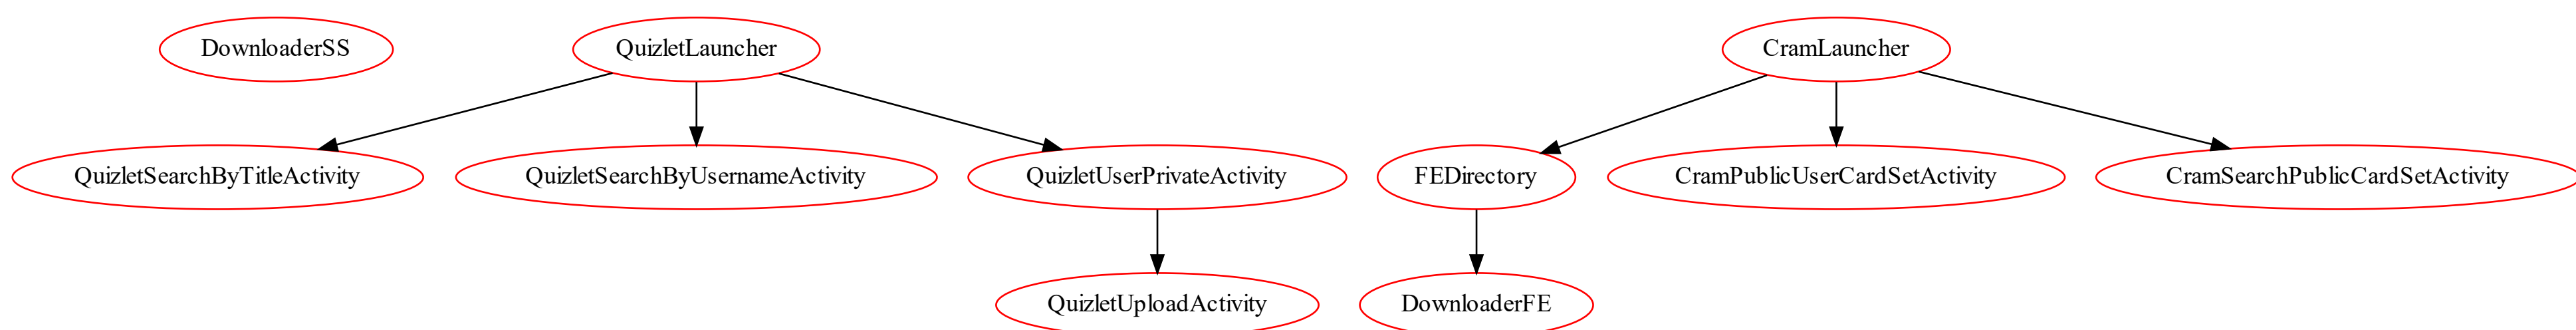 DownloaderSS
QuizletLauncher
CramLauncher
QuizletSearchByTitleActivity
QuizletSearchByUsernameActivity
QuizletUserPrivateActivity
FEDirectory
CramPublicUserCardSetActivity
CramSearchPublicCardSetActivity
QuizletUploadActivity
DownloaderFE